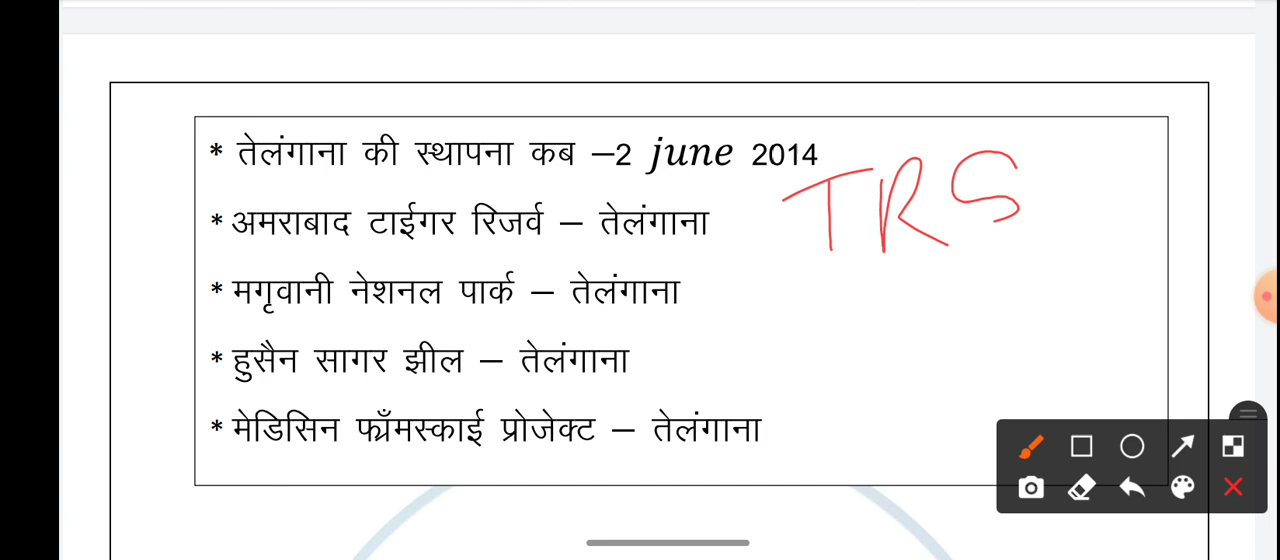 * तेलंगाना की स्थापना कब –2 june 2014
TRS
* अमराबाद टाईगर रिजर्व – तेलंगाना
* मगृवानी नेशनल पार्क – तेलंगाना
* हुसैन सागर झील – तेलंगाना
* मेडिसिन फ्रॉमस्काई प्रोजेक्ट – तेलंगाना